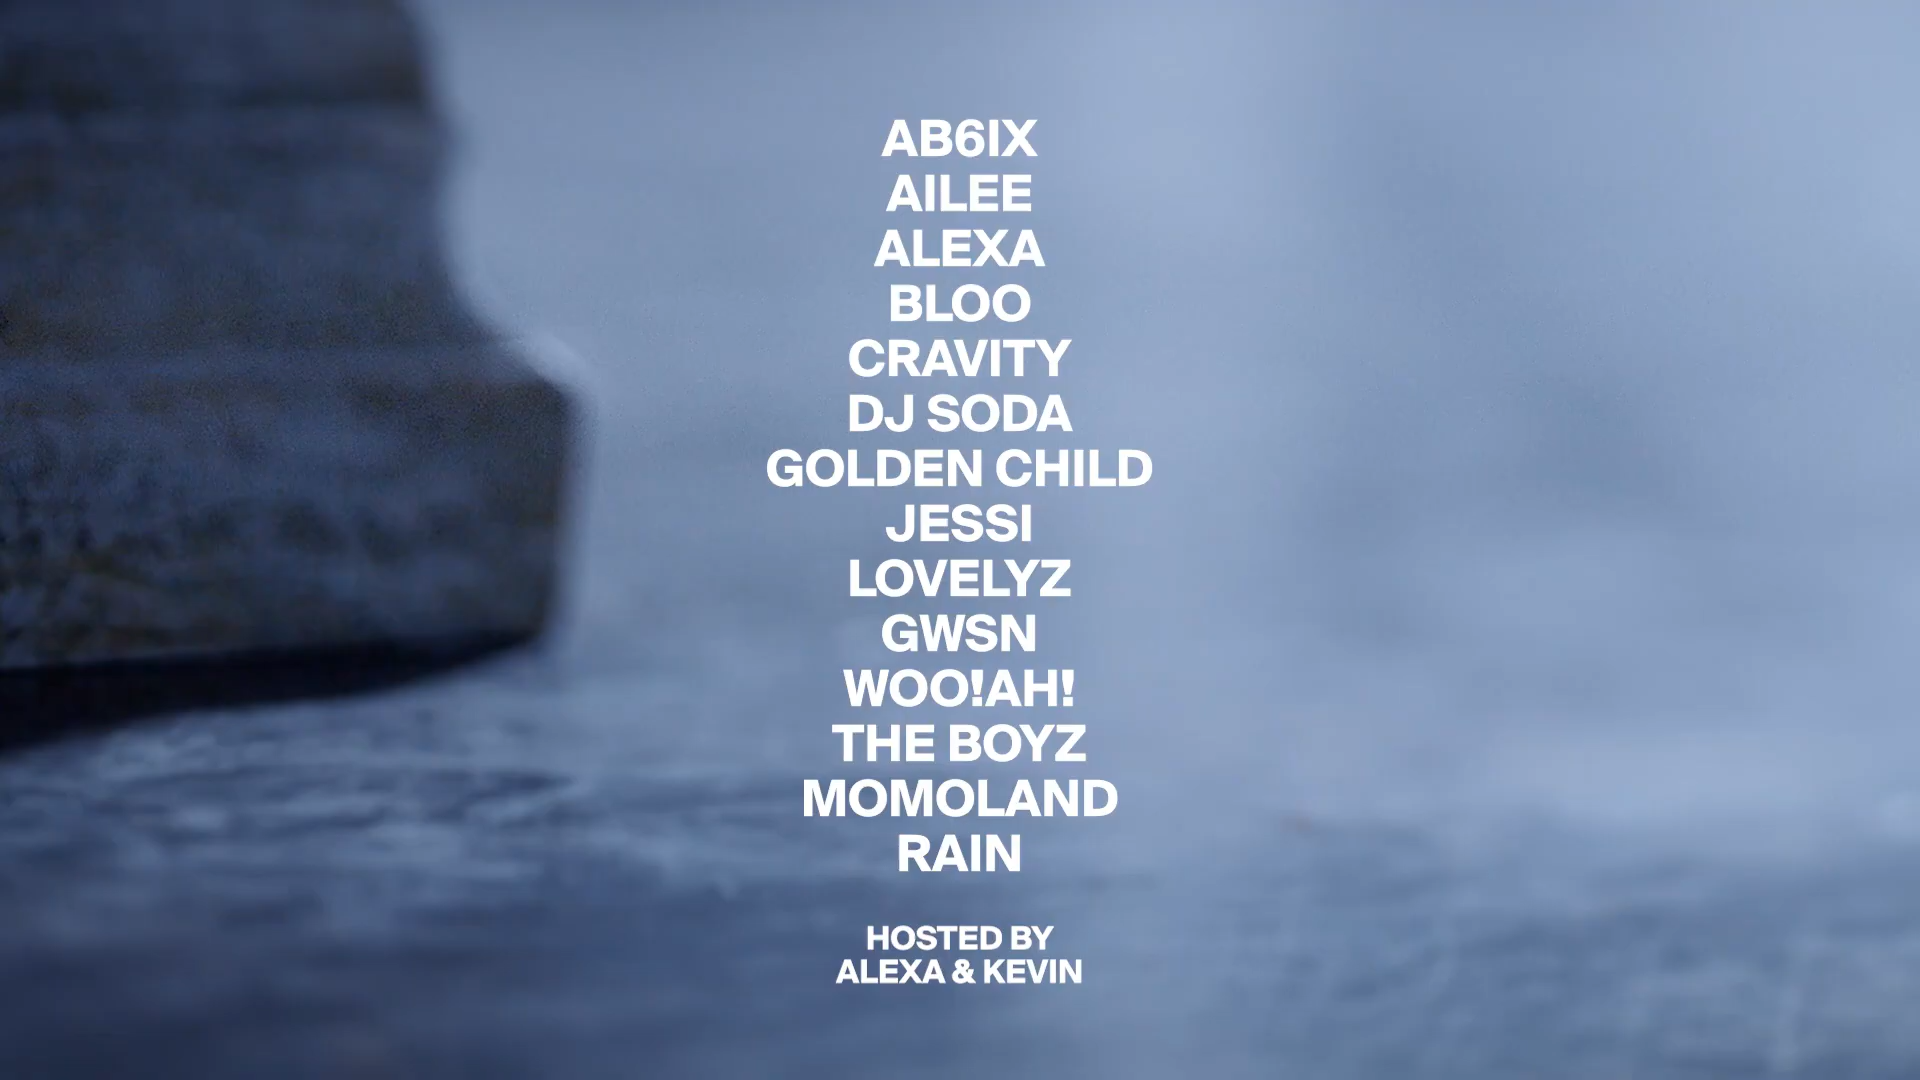 AB6IX
AILEE
ALEXA
BLOO
CRAVITY
DJ SODA
GOLDEN CHILD
JESSI
LOVELYZ
GWSN
WOO!AH!
THE BOYZ
MOMOLAND
RAIN
HOSTED BY
ALEXA & KEVIN